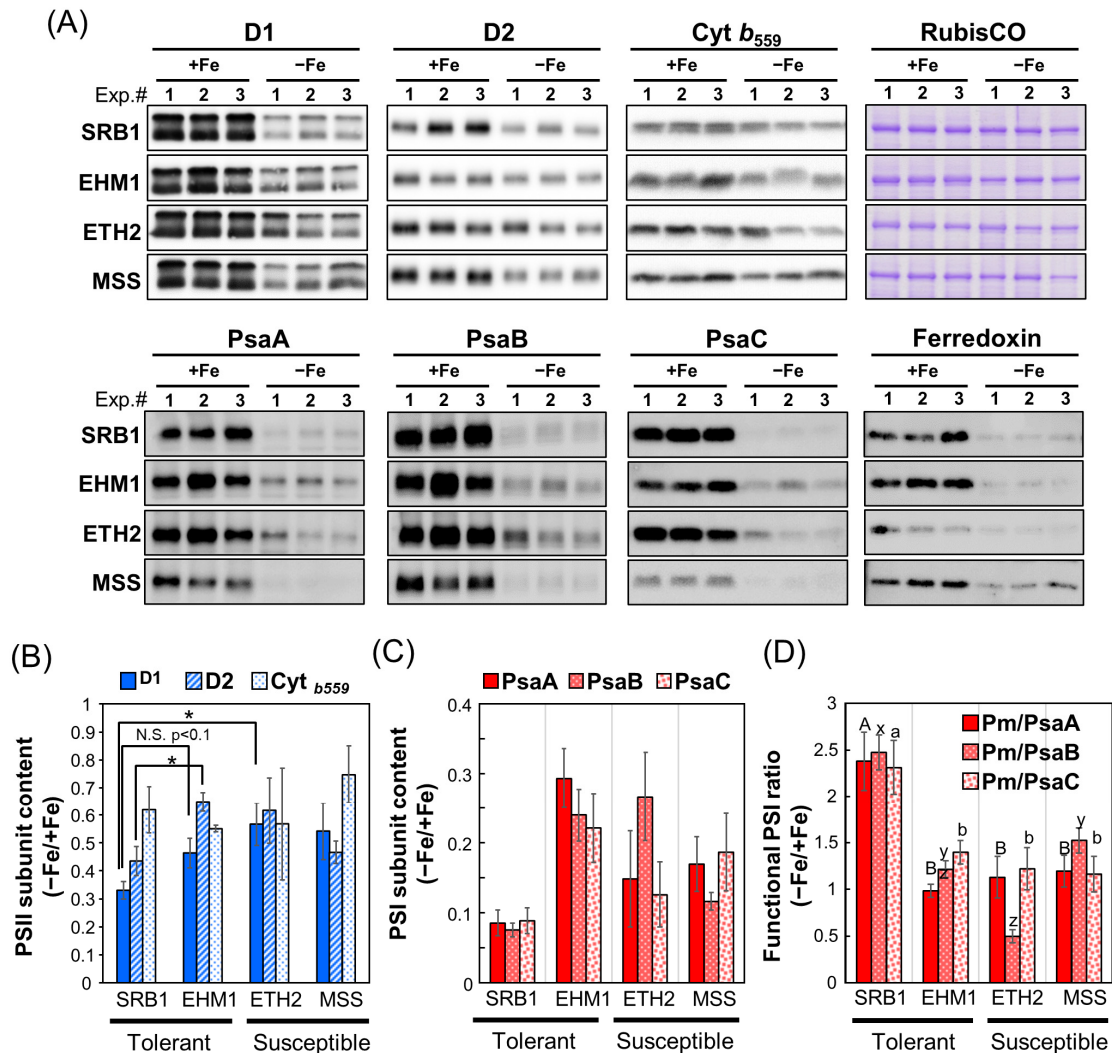 (A)
D1 D2 Cyt b559 RubisCO
+Fe −Fe +Fe −Fe +Fe −Fe +Fe −Fe
Exp.# 1 2 3 1 2 3 1 2 3 1 2 3 1 2 3 1 2 3 1 2 3 1 2 3
SRB1
EHM1
ETH2
MSS
PsaA PsaB PsaC Ferredoxin
+Fe −Fe +Fe −Fe +Fe −Fe +Fe −Fe
Exp.# 1 2 3 1 2 3 1 2 3 1 2 3 1 2 3 1 2 3 1 2 3 1 2 3
SRB1
EHM1
ETH2
MSS
(B)
D1 D2 Cyt b559
PSII subunit content
(−Fe/+Fe)
1
0.9
0.8
0.7
0.6
0.5
0.4
0.3
0.2
0.1
0
*
N.S. p<0.1
*
SRB1 EHM1 ETH2 MSS
Tolerant Susceptible
(C)
PsaA PsaB PsaC
PSI subunit content
(−Fe/+Fe)
0.4
0.3
0.2
0.1
0
SRB1 EHM1 ETH2 MSS
Tolerant Susceptible
(D)
Pm/PsaA
Pm/PsaB
Pm/PsaC
Functional PSI ratio
(−Fe/+Fe)
3
2.5
2
1.5
1
0.5
0
A x a
B y z b
B z b
B y b
SRB1 EHM1 ETH2 MSS
Tolerant Susceptible